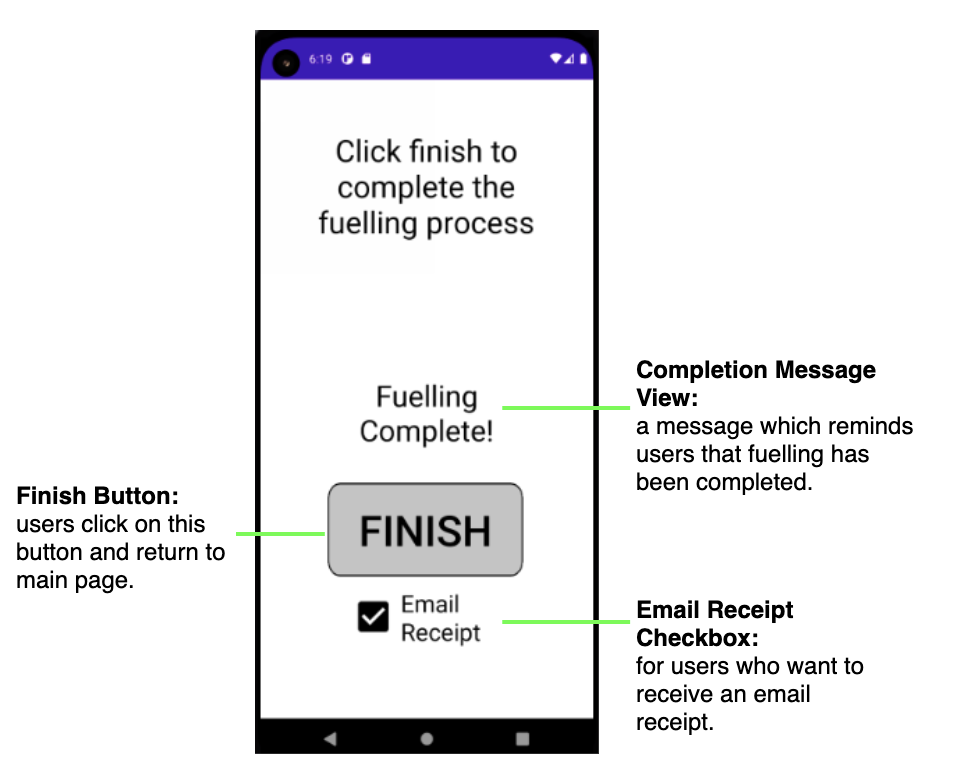 6:19
Click finish to
complete the
fuelling process
Fuelling
Complete!
FINISH
Email
Receipt
Finish Button:
users click on this
button and return to
main page.
Completion Message
View:
a message which reminds
users that fuelling has
been completed.
Email Receipt
Checkbox:
for users who want to
receive an email
receipt.